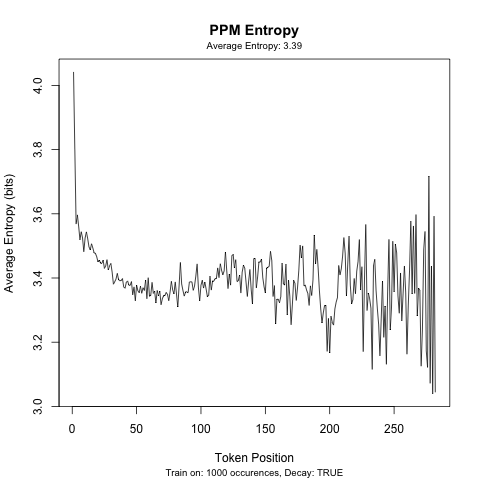 PPM Entropy
Average Entropy: 3.39
Average Entropy (bits)
4.0
3.8
3.6
3.4
3.2
3.0
0 50 100 150 200 250
Token Position
Train on: 1000 occurences, Decay: TRUE